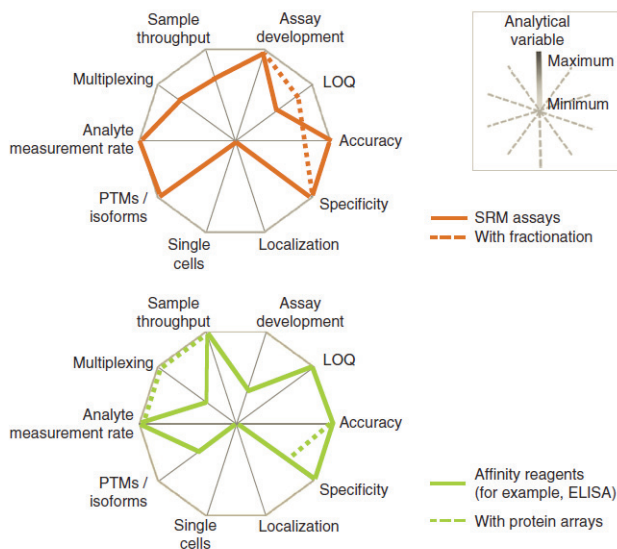 Sample
throughput
Assay
development
Multiplexing
LOQ
Analyte
measurement rate
Accuracy
PTMs /
isoforms
Specificity
Single
cells
Localization
Analytical
variable
Maximum
Minimum
SRM assays
With fractionation
Sample
throughput
Assay
development
Multiplexing
LOQ
Analyte
measurement rate
Accuracy
PTMs /
isoforms
Specificity
Single
cells
Localization
Affinity reagents
(for example, ELISA)
With protein arrays